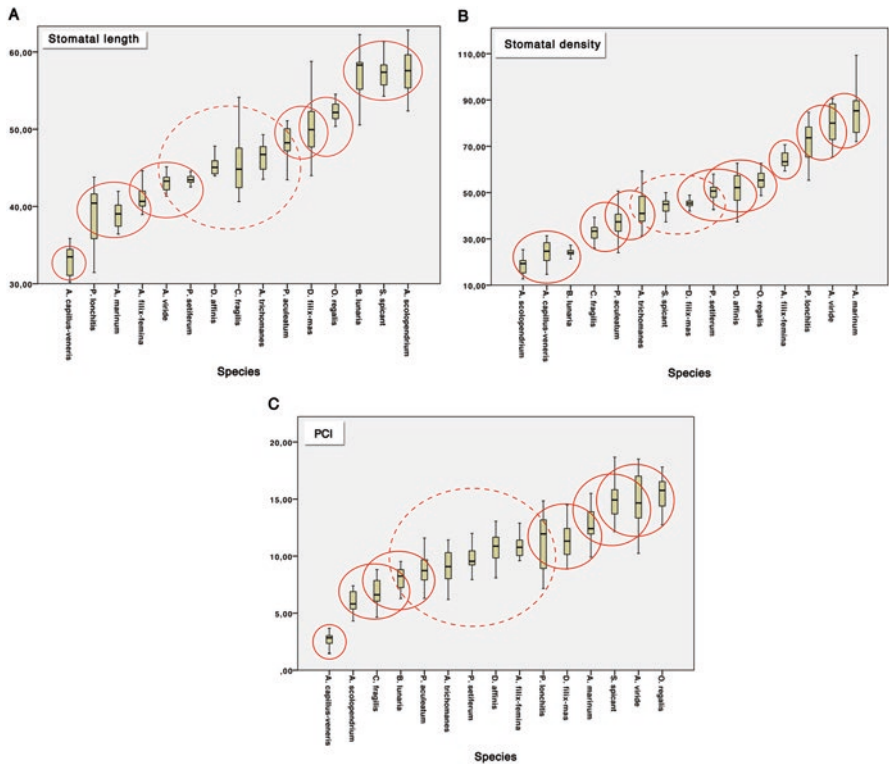 A
Stomatal length
60,00
50,00
40,00
30,00
A. capillus-veneris
P. lonchitis
A. marinum
A. filix-femina
A. viride
P. setiferum
D. affinis
C. fragilis
A. trichomanes
P. aculeatum
D. filix-mas
O. regalis
B. lunaria
S. spicant
A. scolopendrium
Species
B
Stomatal density
110,00
90,00
70,00
50,00
30,00
10,00
A. scolopendrium
A. capillus-veneris
B. lunaria
C. fragilis
P. aculeatum
A. trichomanes
S. spicant
D. filix-mas
P. setiferum
D. affinis
O. regalis
A. filix-femina
P. lonchitis
A. viride
A. marinum
Species
C
PCI
20,00
15,00
10,00
5,00
,00
A. capillus-veneris
A. scolopendrium
C. fragilis
B. lunaria
P. aculeatum
A. trichomanes
P. setiferum
D. affinis
A. filix-femina
P. lonchitis
D. filix-mas
A. marinum
S. spicant
A. viride
O. regalis
Species